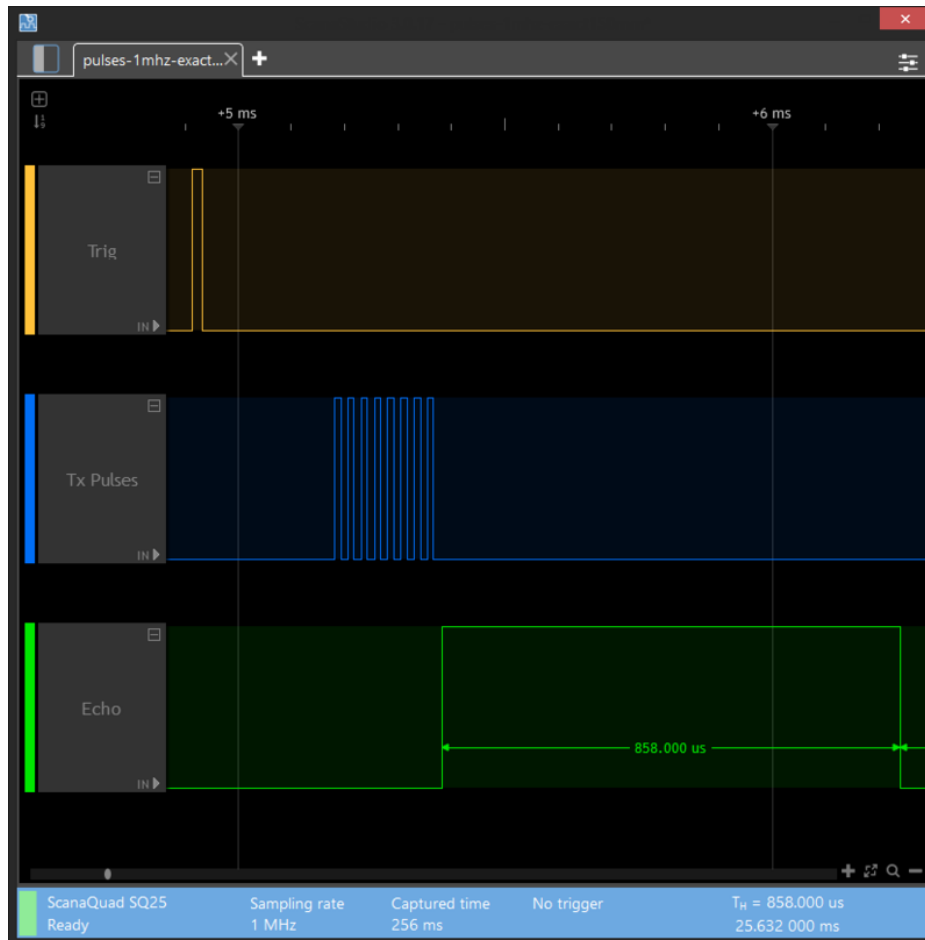 pulses-1mhz-exact...
+5 ms
+6 ms
Trig
IN
Tx Pulses
IN
Echo
858.000 us
IN
ScanaQuad SQ25
Ready
Sampling rate
1 MHz
Captured time
256 ms
No trigger
TH = 858.000 us
25.632 000 ms